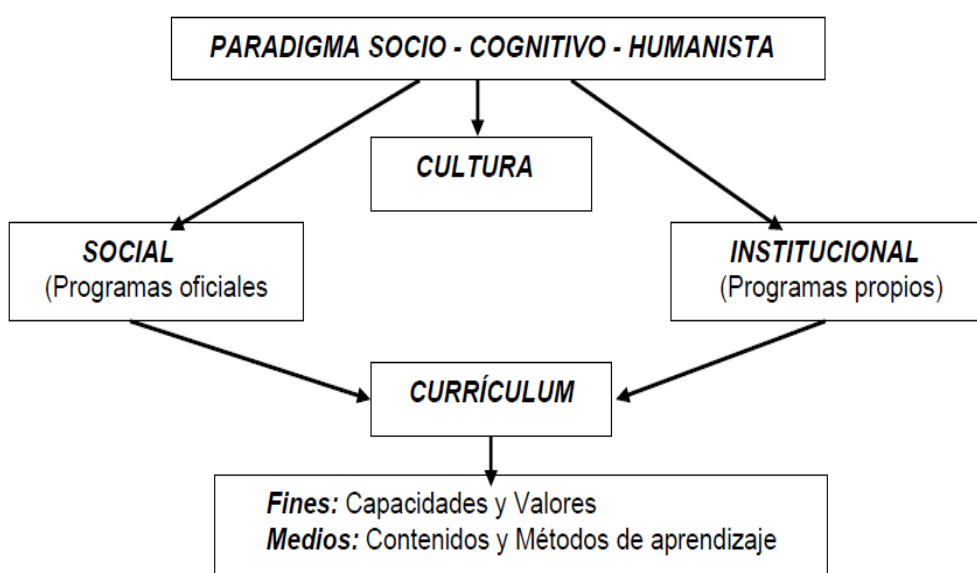 PARADIGMA SOCIO - COGNITIVO - HUMANISTA
CULTURA
SOCIAL
(Programas oficiales
INSTITUCIONAL
(Programas propios)
CURRÍCULUM
Fines: Capacidades y Valores
Medios: Contenidos y Métodos de aprendizaje